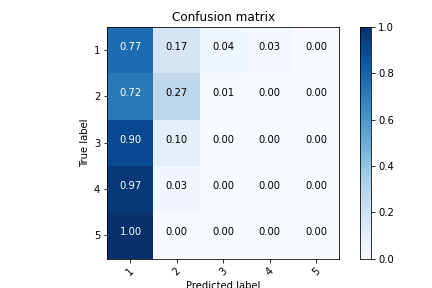 Confusion matrix
1 0.77 0.17 0.04 0.03 0.00
2 0.72 0.27 0.01 0.00 0.00
3 0.90 0.10 0.00 0.00 0.00
4 0.97 0.03 0.00 0.00 0.00
5 1.00 0.00 0.00 0.00 0.00
1 2 3 4 5
True label
Predicted label
1.0
0.8
0.6
0.4
0.2
0.0